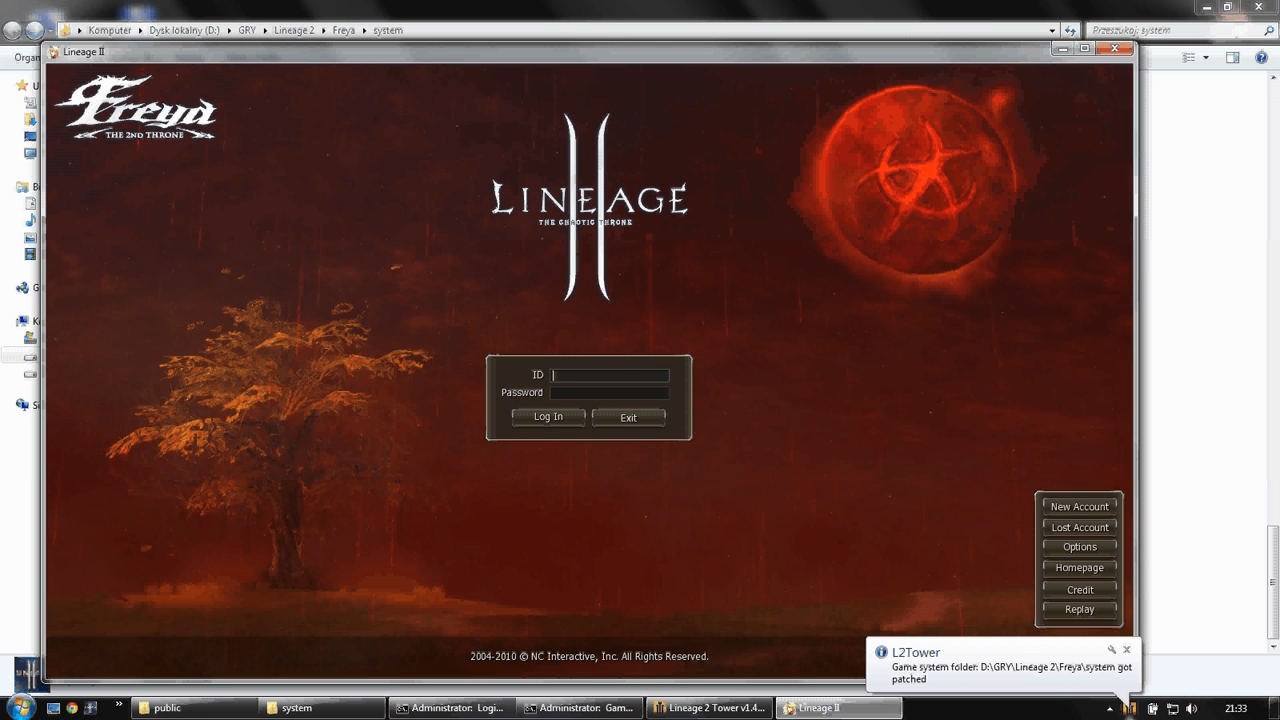 Komputer Dysk lokalny (D:) GRY Lineage 2 Freya system
Przeszukaj: system
Organ
Lineage II
Freya
THE 2ND THRONE
LINEAGE II
THE CHAOTIC THRONE
ID
Password
Log In Exit
New Account
Lost Account
Options
Homepage
Credit
Replay
2004-2010 © NC Interactive, Inc. All Rights Reserved.
L2Tower
Game system folder: D:\GRY\Lineage 2\Freya\system got
patched
public
system
Administrator: Logi...
Administrator: Gam...
Lineage 2 Tower v1.4...
Lineage II
21:33